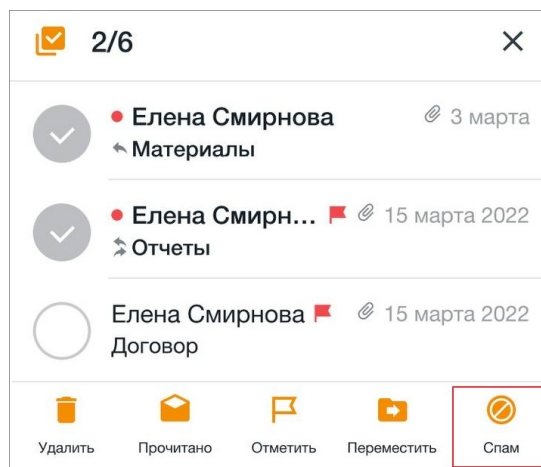 2/6
Елена Смирнова 3 марта
Материалы
Елена Смирн... 15 марта 2022
Отчеты
Елена Смирнова 15 марта 2022
Договор
Удалить Прочитано Отметить Переместить Спам